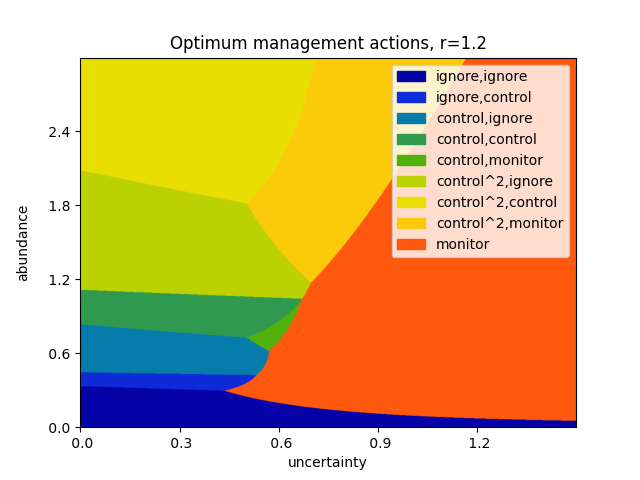 Optimum management actions, r=1.2
abundance
2.4
1.8
1.2
0.6
0.0
ignore,ignore
ignore,control
control,ignore
control,control
control,monitor
control^2,ignore
control^2,control
control^2,monitor
monitor
0.0 0.3 0.6 0.9 1.2
uncertainty